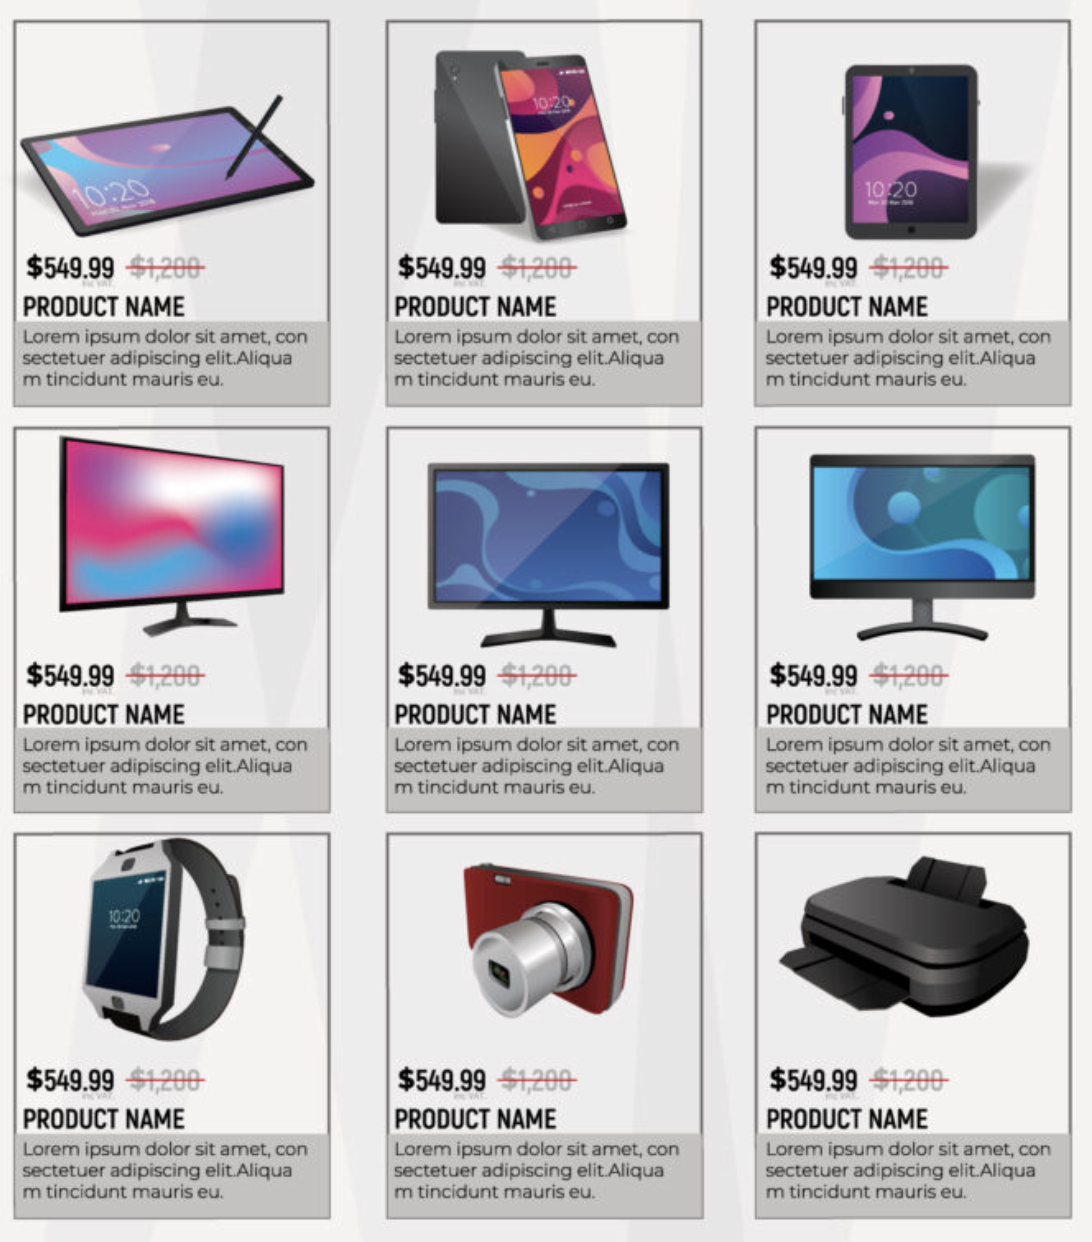 10:20
10:20
10:20
Mon 20 Nov 2018
$549.99 $1,200
inc VAT.
PRODUCT NAME
Lorem ipsum dolor sit amet, con
sectetuer adipiscing elit.Aliqua
m tincidunt mauris eu.
$549.99 $1,200
inc VAT.
PRODUCT NAME
Lorem ipsum dolor sit amet, con
sectetuer adipiscing elit.Aliqua
m tincidunt mauris eu.
$549.99 $1,200
inc VAT.
PRODUCT NAME
Lorem ipsum dolor sit amet, con
sectetuer adipiscing elit.Aliqua
m tincidunt mauris eu.
$549.99 $1,200
inc VAT.
PRODUCT NAME
Lorem ipsum dolor sit amet, con
sectetuer adipiscing elit.Aliqua
m tincidunt mauris eu.
$549.99 $1,200
inc VAT.
PRODUCT NAME
Lorem ipsum dolor sit amet, con
sectetuer adipiscing elit.Aliqua
m tincidunt mauris eu.
$549.99 $1,200
inc VAT.
PRODUCT NAME
Lorem ipsum dolor sit amet, con
sectetuer adipiscing elit.Aliqua
m tincidunt mauris eu.
10:20
$549.99 $1,200
inc VAT.
PRODUCT NAME
Lorem ipsum dolor sit amet, con
sectetuer adipiscing elit.Aliqua
m tincidunt mauris eu.
$549.99 $1,200
inc VAT.
PRODUCT NAME
Lorem ipsum dolor sit amet, con
sectetuer adipiscing elit.Aliqua
m tincidunt mauris eu.
$549.99 $1,200
inc VAT.
PRODUCT NAME
Lorem ipsum dolor sit amet, con
sectetuer adipiscing elit.Aliqua
m tincidunt mauris eu.